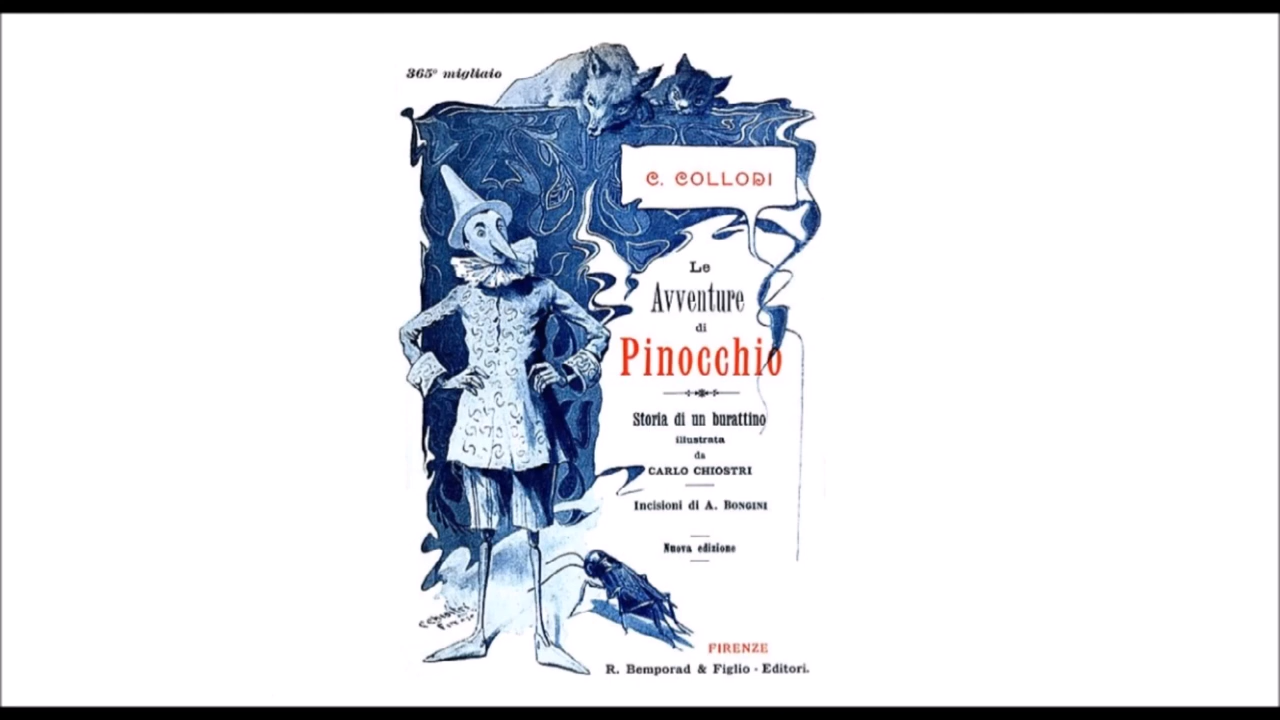 365º migliaio
C. COLLODI
Le
Avventure
di
Pinocchio
Storia di un burattino
illustrata
da
CARLO CHIOSTRI
Incisioni di A. BONGINI
Nuova edizione
FIRENZE
R. Bemporad & Figlio - Editori.